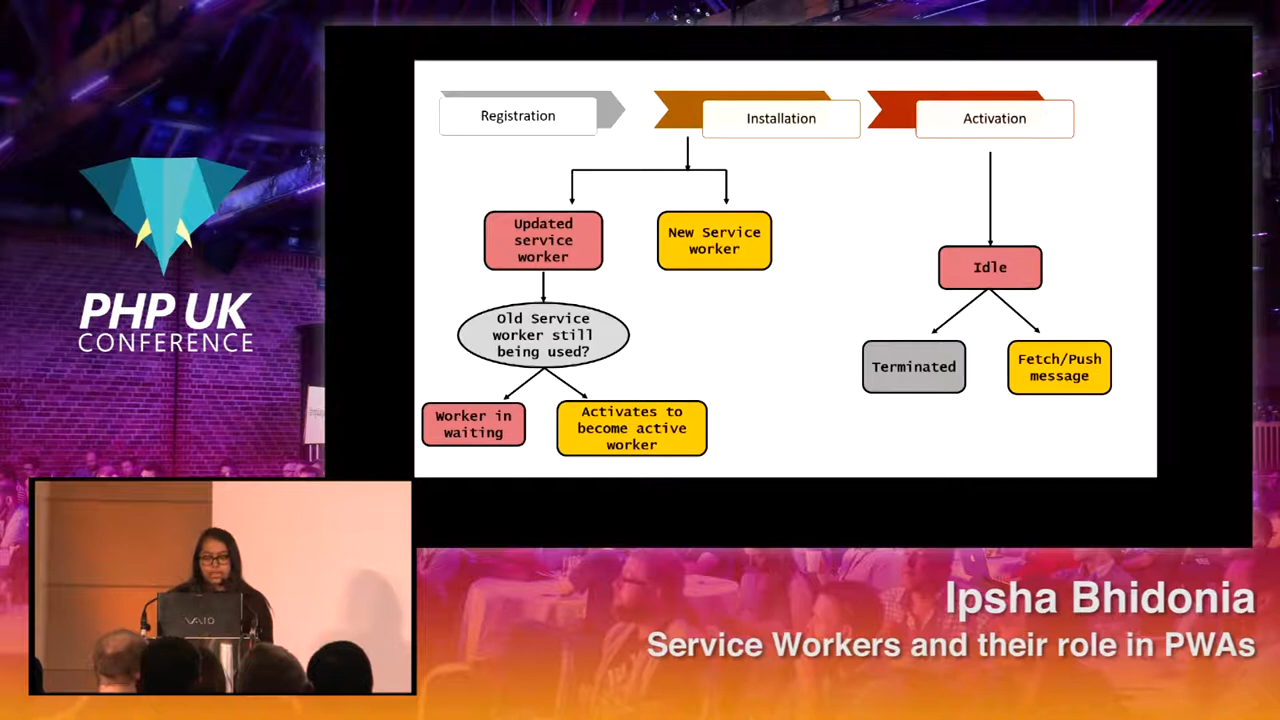 Registration
Installation
Activation
Updated
service
worker
New Service
worker
Idle
Old Service
worker still
being used?
Terminated
Fetch/Push
message
Worker in
waiting
Activates to
become active
worker
PHP UK
CONFERENCE
VAIO
Ipsha Bhidonia
Service Workers and their role in PWAs